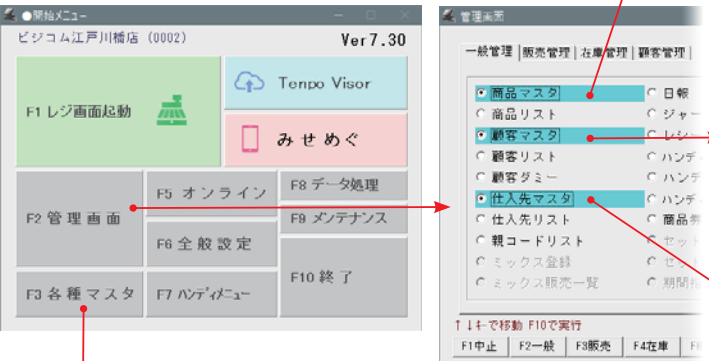 ●開始メニュー
ビジコム江戸川橋店 (0002)
Ver7.30
F1 レジ画面起動
Tenpo Visor
みせめぐ
F2 管理画面
F5 オンライン
F8 データ処理
F9 メンテナンス
F6 全般設定
F10 終了
F3 各種マスタ
F7 ハンディメニュー
管理画面
一般管理
販売管理
在庫管理
顧客管理
商品マスタ
日報
商品リスト
ジャー
顧客マスタ
レシー
顧客リスト
ハンデ
顧客ダミー
ハンデ
仕入先マスタ
ハンデ
仕入先リスト
商品券
親コードリスト
セット
ミックス登録
セット
ミックス販売一覧
期間
↑↓キーで移動 F10で実行
F1中止
F2一般
F3販売
F4在庫